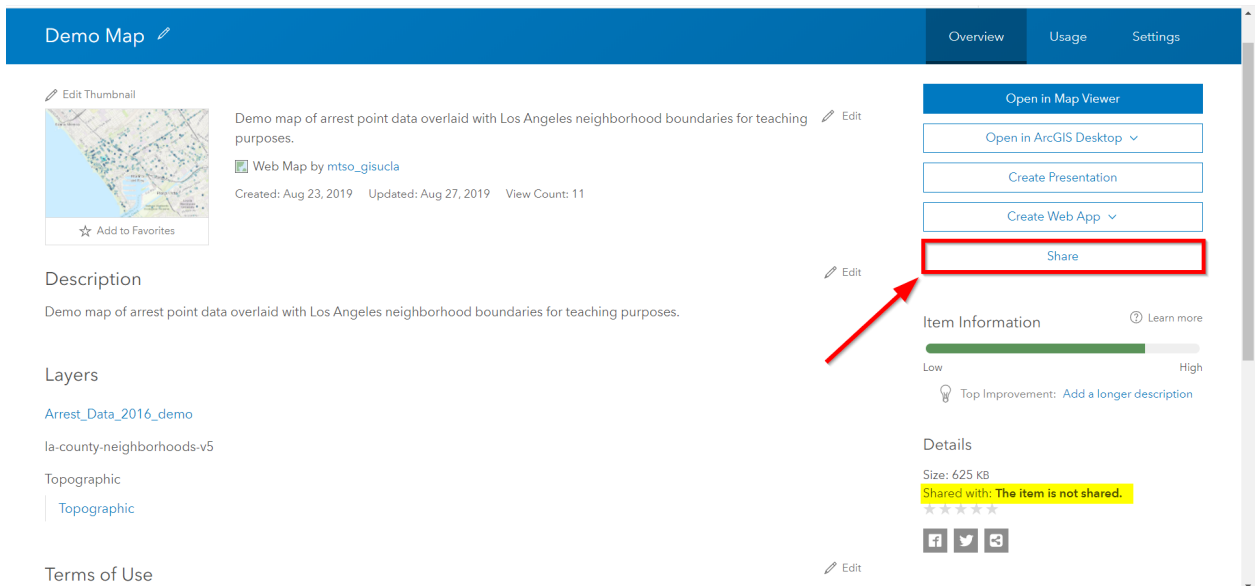 Demo Map
Overview
Usage
Settings
Edit Thumbnail
Demo map of arrest point data overlaid with Los Angeles neighborhood boundaries for teaching
purposes.
Edit
Web Map by mtso_gisucla
Created: Aug 23, 2019 Updated: Aug 27, 2019 View Count: 11
Add to Favorites
Open in Map Viewer
Open in ArcGIS Desktop
Create Presentation
Create Web App
Share
Description
Edit
Demo map of arrest point data overlaid with Los Angeles neighborhood boundaries for teaching purposes.
Item Information
Learn more
Low
High
Top Improvement: Add a longer description
Layers
Arrest_Data_2016_demo
la-county-neighborhoods-v5
Topographic
Topographic
Details
Size: 625 KB
Shared with: The item is not shared.
Terms of Use
Edit